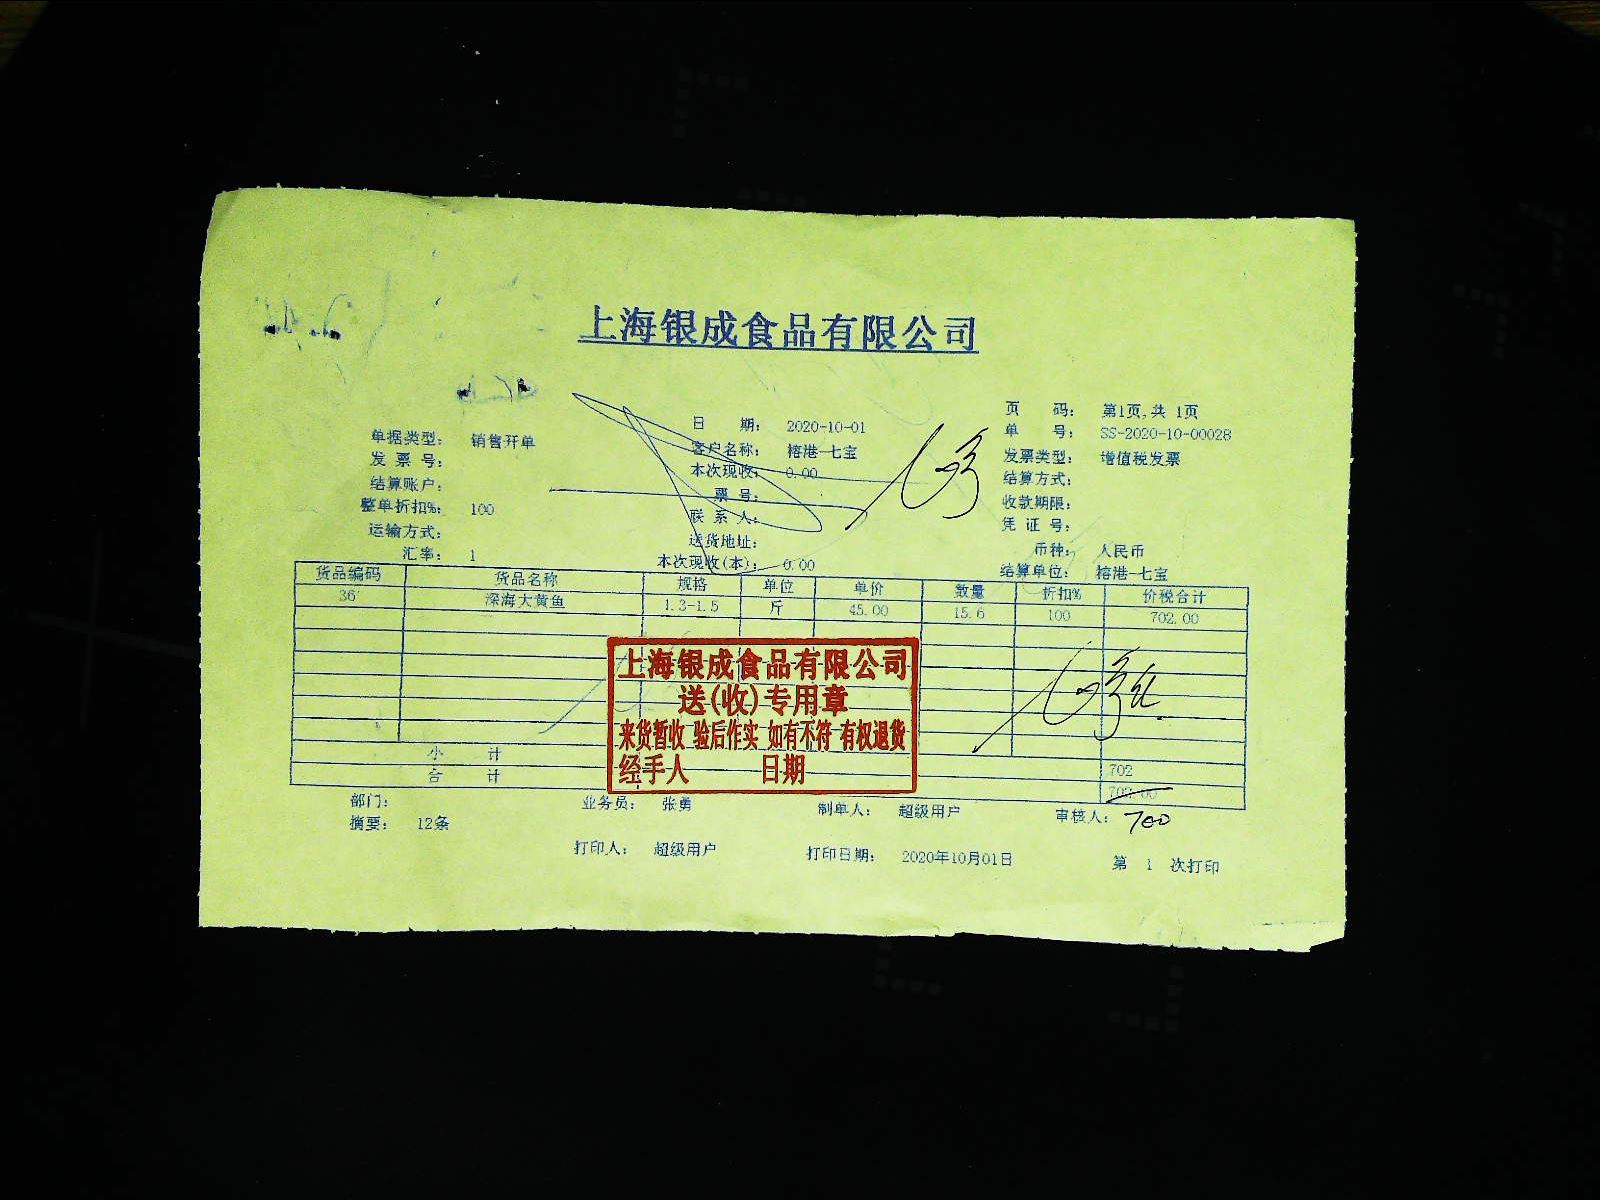 上海银成食品有限公司
单据类型： 销售开单 日 期： 2020-10-01 页 码： 第1页,共 1页
发 票 号： 客户名称： 榕港-七宝 单 号： SS-2020-10-00028
结算账户： 本次现收： 0.00 发票类型： 增值税发票
整单折扣%： 100 票 号： 结算方式：
运输方式： 联 系 人： 收款期限：
汇率： 1 送货地址： 凭 证 号：
本次现收(本)： 0.00 币种： 人民币
结算单位： 榕港-七宝
货品编码 货品名称 规格 单位 单价 数量 折扣% 价税合计
36 深海大黄鱼 1.3-1.5 斤 45.00 15.6 100 702.00
上海银成食品有限公司
送(收)专用章
来货暂收 验后作实 如有不符 有权退货
经手人 日期
小 计 702
合 计 702.00
部门： 业务员： 张勇 制单人： 超级用户 审核人： 700
摘要： 12条
打印人： 超级用户 打印日期： 2020年10月01日 第 1 次打印